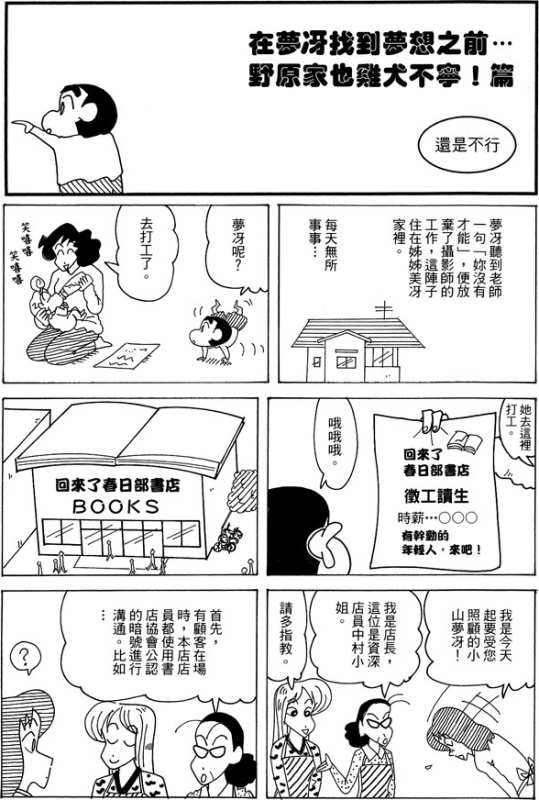 在夢冴找到夢想之前…
野原家也雞犬不寧！篇
還是不行
夢冴聽到老師
一句「妳沒有
才能」，便放
棄了攝影師的
工作，這陣子
住在姊姊美冴
家裡。
每天無所
事事…
夢冴呢？
去打工了。
笑嘻嘻
笑嘻嘻
她去這裡
打工。
回來了
春日部書店
徵工讀生
時薪…○○○
有幹勁的
年輕人，來吧！
哦哦哦。
回來了春日部書店
BOOKS
我是今天
起要受您
照顧的小
山夢冴！
我是店長，
這位是資深
店員中村小
姐。
請多指教。
首先，
有顧客在場
時，本店店
員都使用書
店協會公認
的暗號進行
溝通。比如
…
？